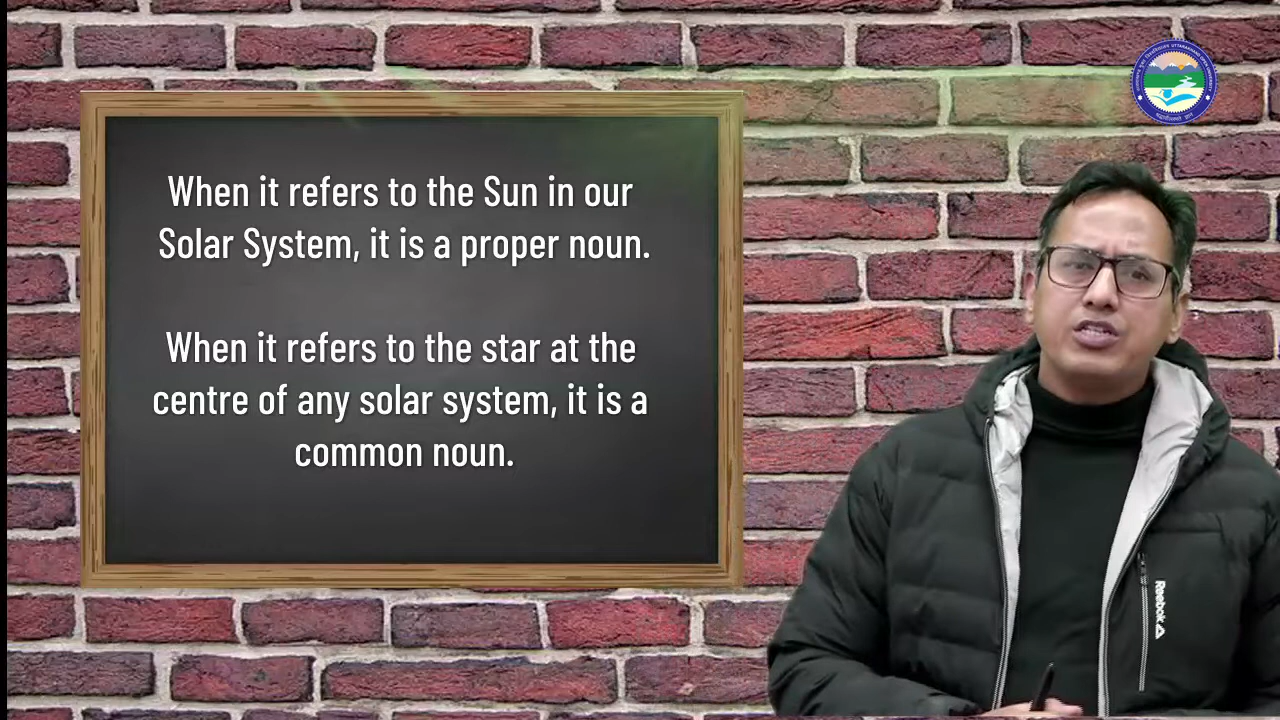 When it refers to the Sun in our
Solar System, it is a proper noun.
When it refers to the star at the
centre of any solar system, it is a
common noun.
Reebok